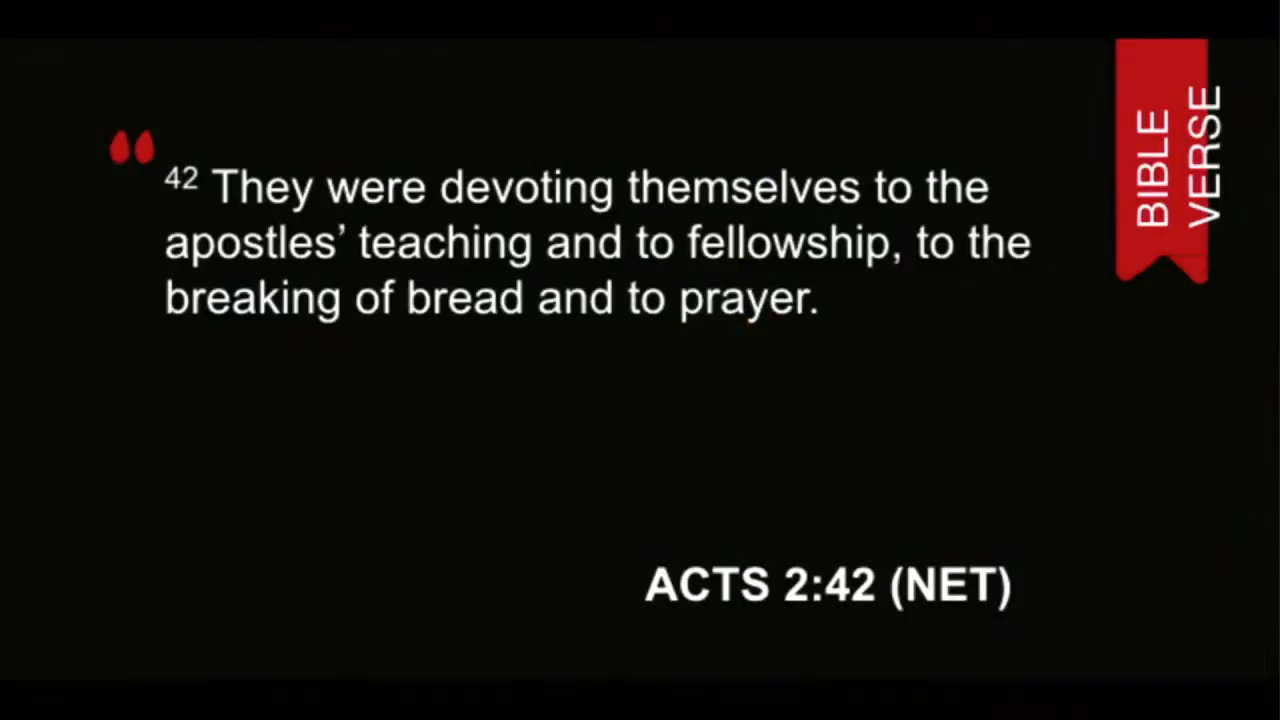 BIBLE
VERSE
⁴² They were devoting themselves to the
apostles’ teaching and to fellowship, to the
breaking of bread and to prayer.
ACTS 2:42 (NET)